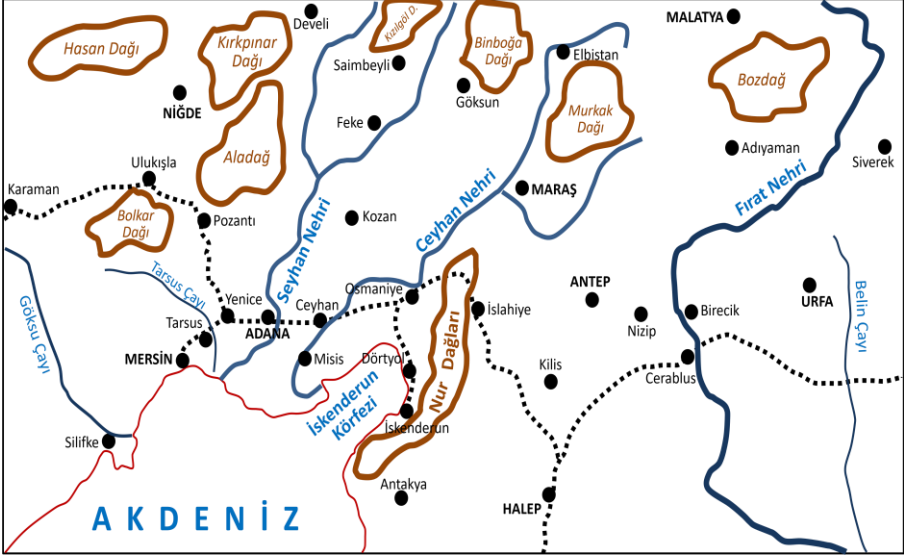 Develi
MALATYA
Hasan Dağı
Kırkpınar
Dağı
Kızılgöl D.
Binboğa
Dağı
Elbistan
Saimbeyli
Bozdağ
NİĞDE
Göksun
Murkak
Dağı
Feke
Aladağ
Adıyaman
Siverek
Ulukışla
Karaman
MARAŞ
Fırat Nehri
Bolkar
Dağı
Pozantı
Kozan
Ceyhan Nehri
Seyhan Nehri
Göksu Çayı
Tarsus Çayı
Osmaniye
ANTEP
URFA
Belin Çayı
Yenice
Ceyhan
İslahiye
Birecik
Tarsus
ADANA
Nizip
MERSİN
Misis
Dörtyol
Nur Dağları
Kilis
Cerablus
İskenderun
Körfezi
İskenderun
Silifke
Antakya
HALEP
AKDENİZ